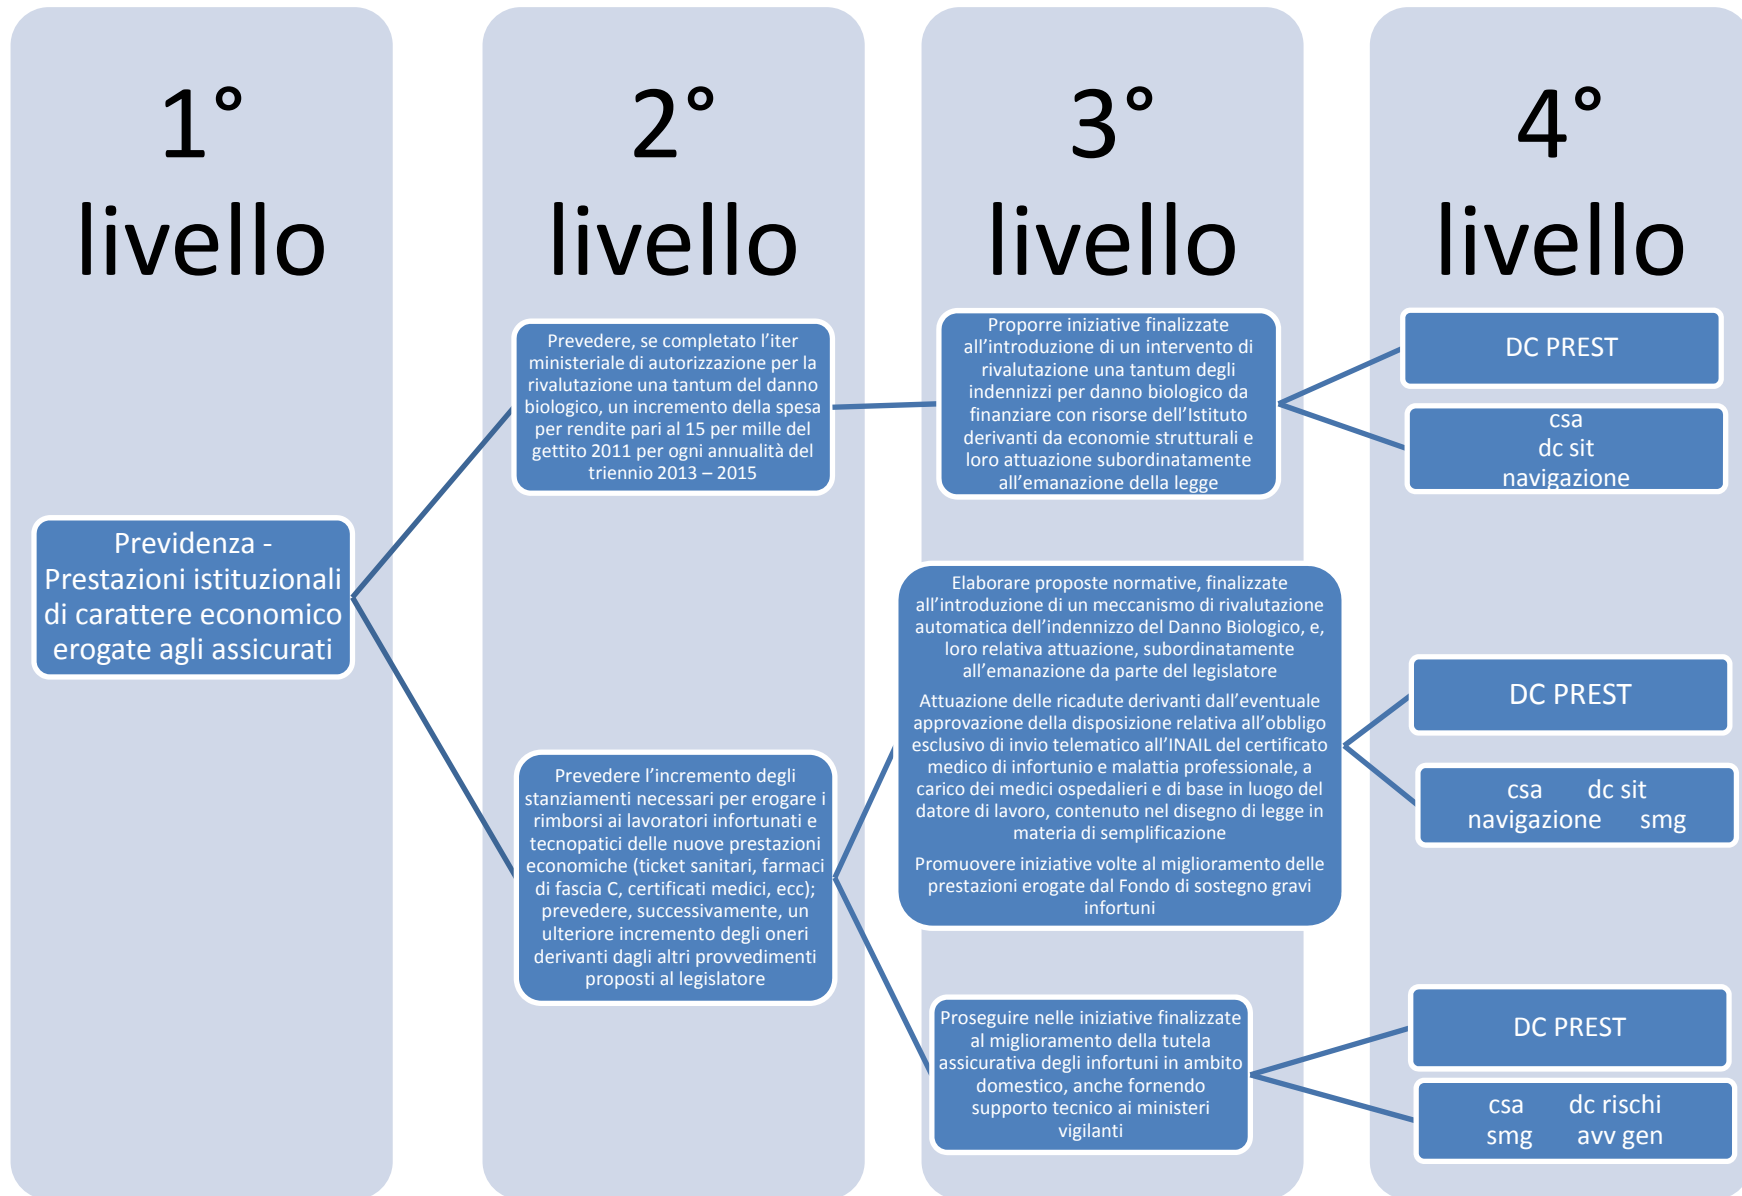 1°
livello
2°
livello
3°
livello
4°
livello
Previdenza -
Prestazioni istituzionali
di carattere economico
erogate agli assicurati
Prevedere, se completato l’iter
ministeriale di autorizzazione per la
rivalutazione una tantum del danno
biologico, un incremento della spesa
per rendite pari al 15 per mille del
gettito 2011 per ogni annualità del
triennio 2013 – 2015
Prevedere l’incremento degli
stanziamenti necessari per erogare i
rimborsi ai lavoratori infortunati e
tecnopatici delle nuove prestazioni
economiche (ticket sanitari, farmaci
di fascia C, certificati medici, ecc);
prevedere, successivamente, un
ulteriore incremento degli oneri
derivanti dagli altri provvedimenti
proposti al legislatore
Proporre iniziative finalizzate
all’introduzione di un intervento di
rivalutazione una tantum degli
indennizzi per danno biologico da
finanziare con risorse dell’Istituto
derivanti da economie strutturali e
loro attuazione subordinatamente
all’emanazione della legge
Elaborare proposte normative, finalizzate
all’introduzione di un meccanismo di rivalutazione
automatica dell’indennizzo del Danno Biologico, e,
loro relativa attuazione, subordinatamente
all’emanazione da parte del legislatore
Attuazione delle ricadute derivanti dall’eventuale
approvazione della disposizione relativa all’obbligo
esclusivo di invio telematico all’INAIL del certificato
medico di infortunio e malattia professionale, a
carico dei medici ospedalieri e di base in luogo del
datore di lavoro, contenuto nel disegno di legge in
materia di semplificazione
Promuovere iniziative volte al miglioramento delle
prestazioni erogate dal Fondo di sostegno gravi
infortuni
Proseguire nelle iniziative finalizzate
al miglioramento della tutela
assicurativa degli infortuni in ambito
domestico, anche fornendo
supporto tecnico ai ministeri
vigilanti
DC PREST
csa
dc sit
navigazione
DC PREST
csa dc sit
navigazione smg
DC PREST
csa dc rischi
smg avv gen